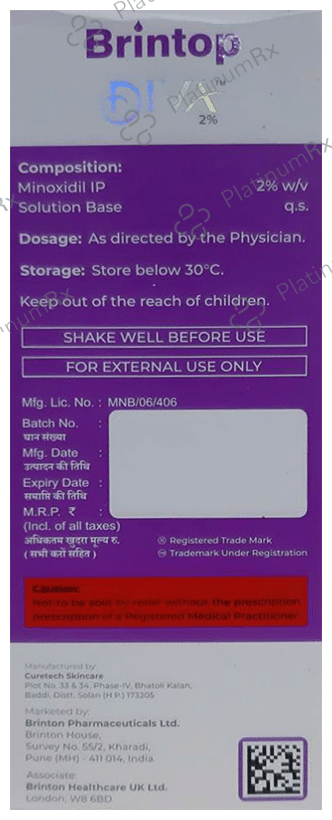 Brintop
DIVA™
2%
Composition:
Minoxidil IP 2% w/v
Solution Base q.s.
Dosage: As directed by the Physician.
Storage: Store below 30°C.
Keep out of the reach of children.
SHAKE WELL BEFORE USE
FOR EXTERNAL USE ONLY
Mfg. Lic. No. : MNB/06/406
Batch No. :
घान संख्या
Mfg. Date :
उत्पादन की तिथि
Expiry Date :
समाप्ति की तिथि
M.R.P. ₹ :
(Incl. of all taxes)
अधिकतम खुदरा मूल्य रु.
( सभी करों सहित )
® Registered Trade Mark
™ Trademark Under Registration
Caution:
Not to be sold by retail without the prescription
prescription of a Registered Medical Practitioner.
Manufactured by:
Curetech Skincare
Plot No. 33 & 34, Phase-IV, Bhatoli Kalan,
Baddi, Distt. Solan (H.P.) 173205
Marketed by:
Brinton Pharmaceuticals Ltd.
Brinton House,
Survey No. 55/2, Kharadi,
Pune (MH) - 411 014, India.
Associate:
Brinton Healthcare UK Ltd.
London, W8 6BD
PlatinumRx
PlatinumRx
PlatinumRx